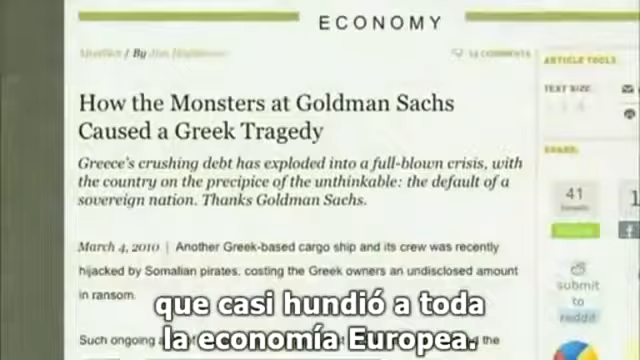 ECONOMY
/ By
COMMENTS
ARTICLE TOOLS
TEXT SIZE
How the Monsters at Goldman Sachs
Caused a Greek Tragedy
Greece's crushing debt has exploded into a full-blown crisis, with
the country on the precipice of the unthinkable: the default of a
sovereign nation. Thanks Goldman Sachs.
SHARE
41
1
March 4, 2010 | Another Greek-based cargo ship and its crew was recently
hijacked by Somalian pirates, costing the Greek owners an undisclosed amount
in ransom.
submit
to
reddit
Such ongoing
the
que casi hundió a toda
la economía Europea.